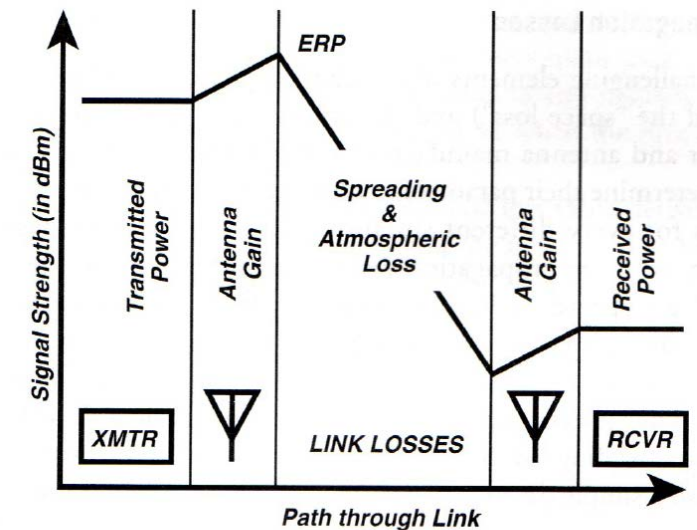 ERP
Signal Strength (in dBm)
Transmitted
Power
Antenna
Gain
Spreading
&
Atmospheric
Loss
Antenna
Gain
Received
Power
XMTR
LINK LOSSES
RCVR
Path through Link